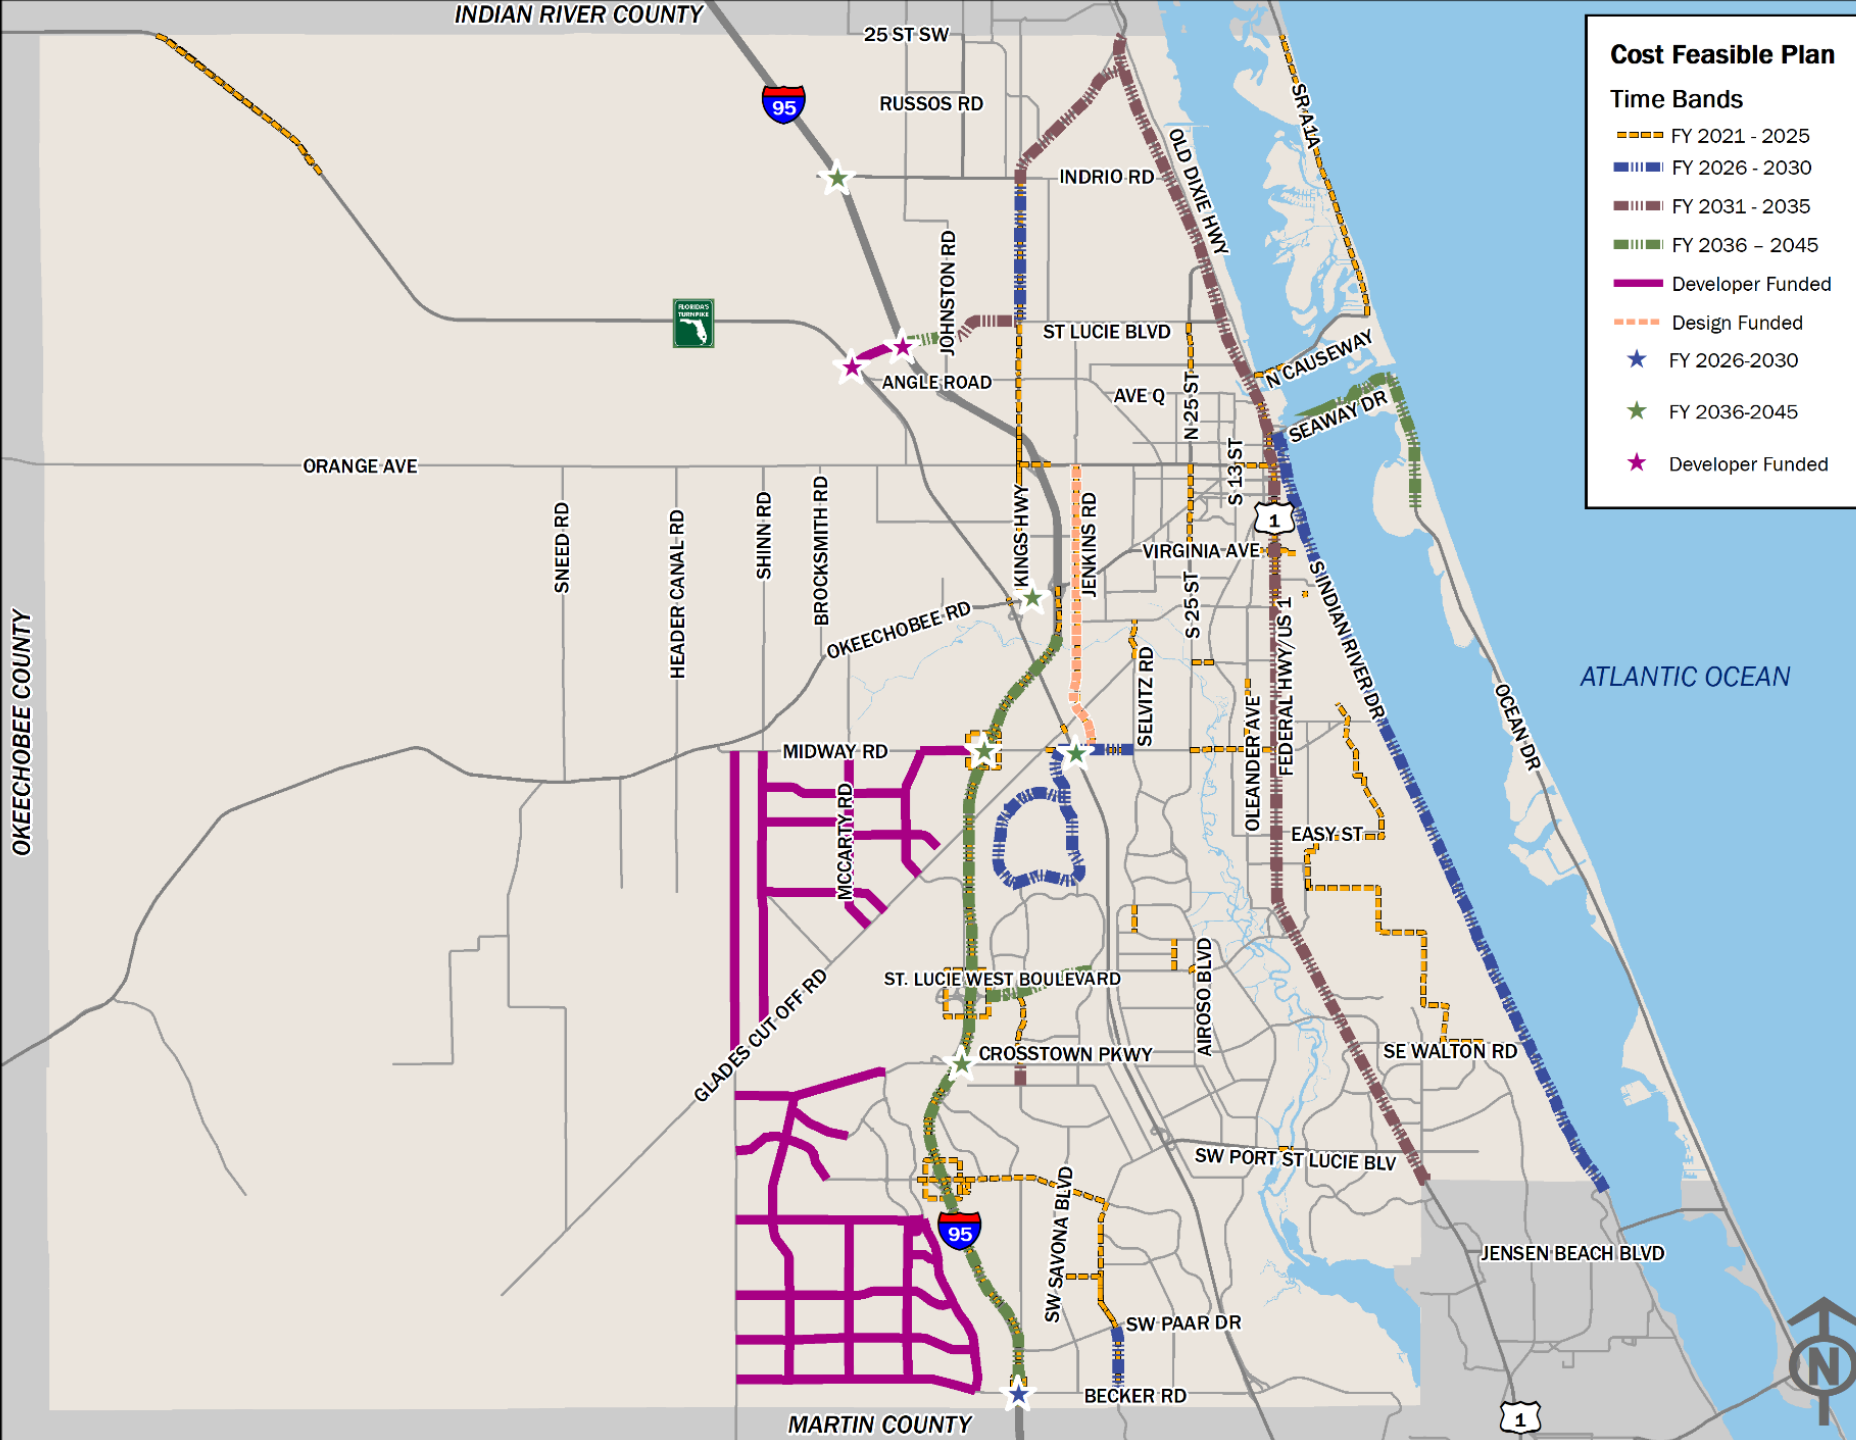 INDIAN RIVER COUNTY
25 ST SW
95
RUSSOS RD
INDRIO RD
OLD DIXIE HWY
SR A1A
JOHNSTON RD
FLORIDA'S
TURNPIKE
ST LUCIE BLVD
N CAUSEWAY
ANGLE ROAD
AVE Q
N 25 ST
SEAWAY DR
ORANGE AVE
S 13 ST
SNEED RD
HEADER CANAL RD
SHINN RD
BROCKSMITH RD
KINGS HWY
JENKINS RD
1
VIRGINIA AVE
S 25 ST
OKEECHOBEE RD
FEDERAL HWY/US 1
S INDIAN RIVER DR
OKEECHOBEE COUNTY
ATLANTIC OCEAN
SELVITZ RD
OLEANDER AVE
OCEAN DR
MIDWAY RD
MCCARTY RD
EASY ST
ST. LUCIE WEST BOULEVARD
AIROSO BLVD
GLADES CUT OFF RD
CROSSTOWN PKWY
SE WALTON RD
SW PORT ST LUCIE BLV
SW SAVONA BLVD
95
JENSEN BEACH BLVD
SW PAAR DR
BECKER RD
MARTIN COUNTY
1
N
Cost Feasible Plan
Time Bands
FY 2021 - 2025
FY 2026 - 2030
FY 2031 - 2035
FY 2036 – 2045
Developer Funded
Design Funded
FY 2026-2030
FY 2036-2045
Developer Funded